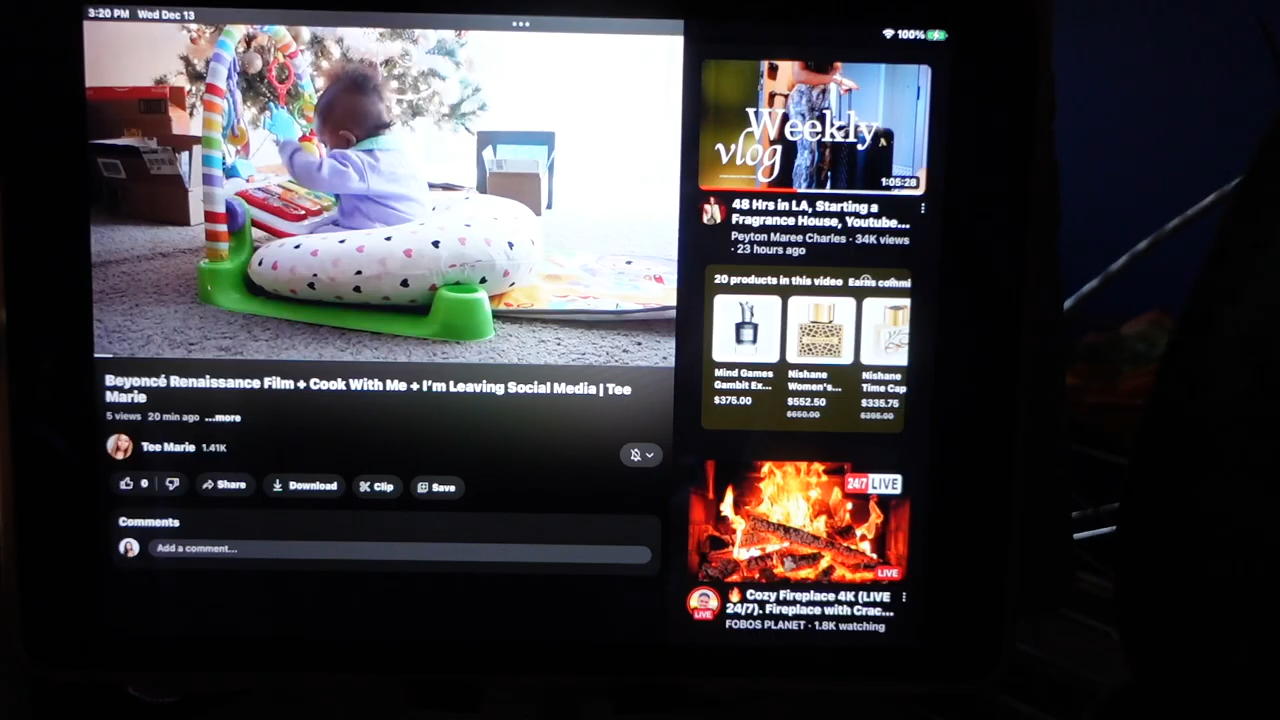 3:20 PM Wed Dec 13
100%
Weekly
vlog
1:05:28
48 Hrs in LA, Starting a
Fragrance House, Youtube...
Peyton Maree Charles · 34K views
· 23 hours ago
20 products in this video Earns commi
Mind Games
Gambit Ex...
$375.00
Nishane
Women's...
$552.50
$650.00
Nishane
Time Cap
$335.75
$395.00
Beyoncé Renaissance Film + Cook With Me + I'm Leaving Social Media | Tee
Marie
5 views 20 min ago ...more
Tee Marie 1.41K
0
Share
Download
Clip
Save
Comments
Add a comment...
24/7 LIVE
LIVE
🔥 Cozy Fireplace 4K (LIVE
24/7). Fireplace with Crac...
LIVE
FOBOS PLANET · 1.8K watching